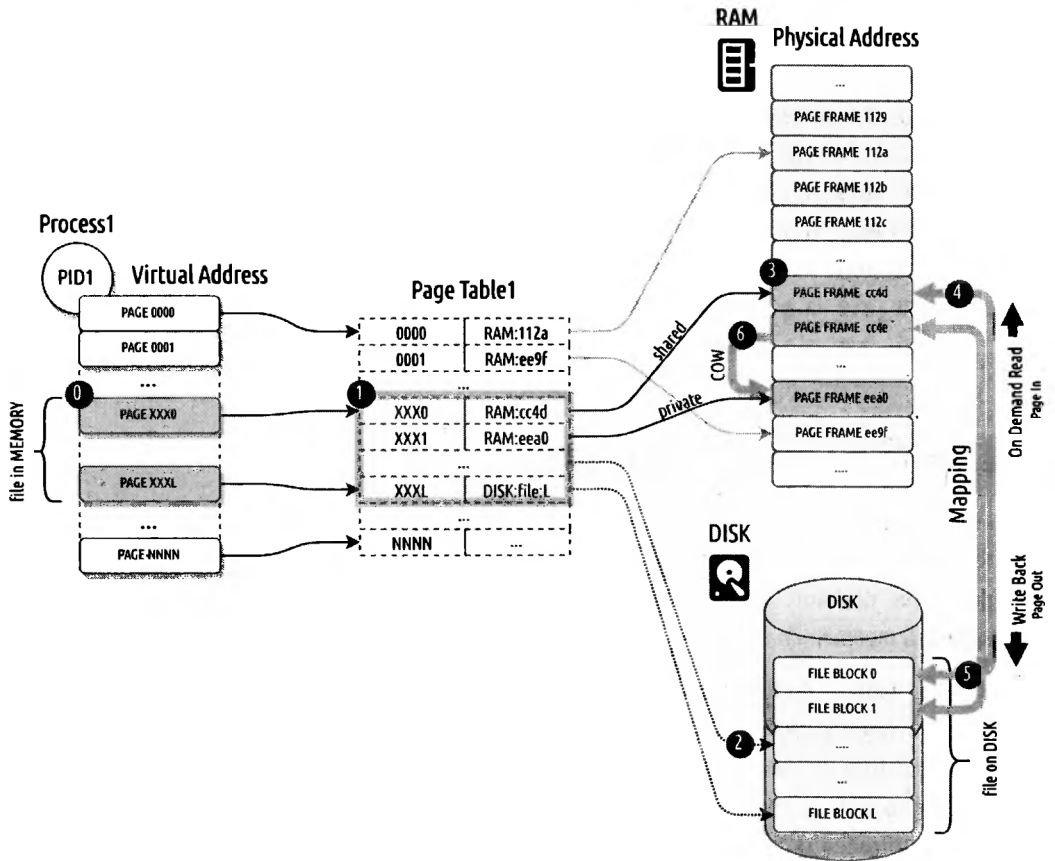 RAM
Physical Address
...
PAGE FRAME 1129
PAGE FRAME 112a
PAGE FRAME 112b
PAGE FRAME 112c
...
3
PAGE FRAME cc4d
4
PAGE FRAME cc4e
6
COW
...
PAGE FRAME eea0
PAGE FRAME ee9f
....
shared
private
On Demand Read
Page In
Mapping
Write Back
Page Out
Process1
PID1
Virtual Address
PAGE 0000
PAGE 0001
...
0
PAGE XXX0
file in MEMORY
PAGE XXXL
...
PAGE NNNN
Page Table1
0000 RAM:112a
0001 RAM:ee9f
...
1
XXX0 RAM:cc4d
XXX1 RAM:eea0
...
XXXL DISK:file:L
...
NNNN ...
DISK
DISK
FILE BLOCK 0
5
FILE BLOCK 1
2
....
...
FILE BLOCK L
file on DISK